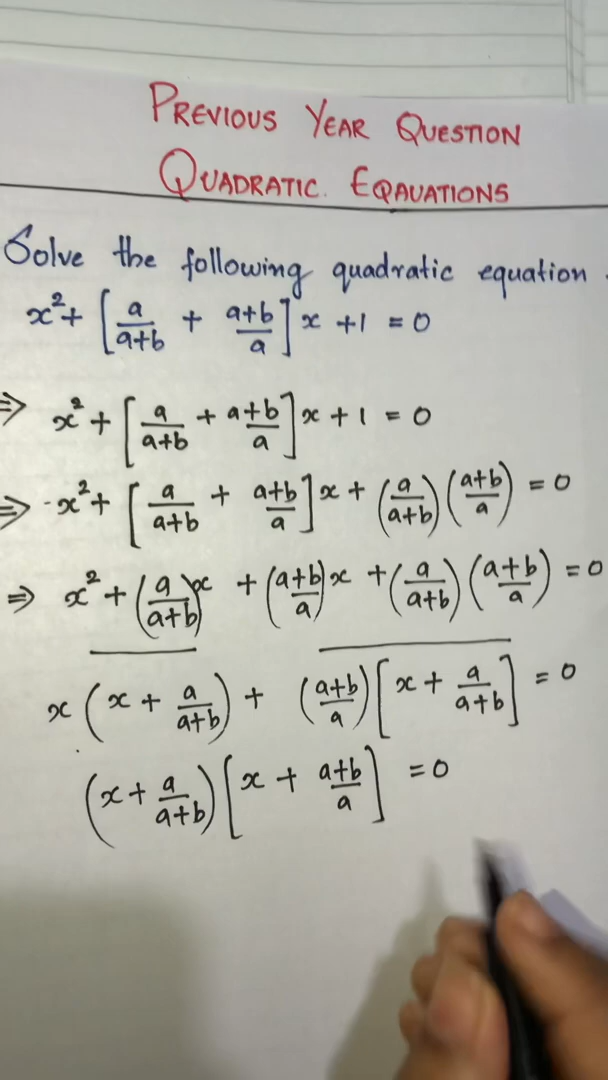 PREVIOUS YEAR QUESTION
QUADRATIC. EQAUATIONS
Solve the following quadratic equation.
x² + [a/(a+b) + (a+b)/a] x + 1 = 0
⇒ x² + [a/(a+b) + (a+b)/a] x + 1 = 0
⇒ x² + [a/(a+b) + (a+b)/a] x + (a/(a+b)) ((a+b)/a) = 0
⇒ x² + (a/(a+b)) x + ((a+b)/a) x + (a/(a+b)) ((a+b)/a) = 0
x (x + a/(a+b)) + ((a+b)/a) [x + a/(a+b)] = 0
(x + a/(a+b)) [x + (a+b)/a] = 0